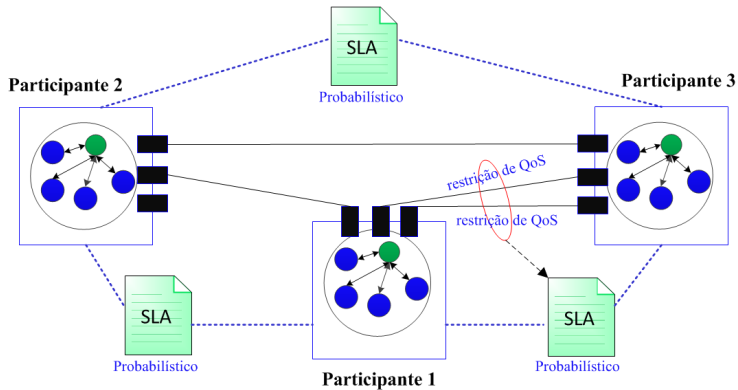 SLA
Probabilístico
Participante 2
Participante 3
restrição de QoS
restrição de QoS
SLA
Probabilístico
SLA
Probabilístico
Participante 1